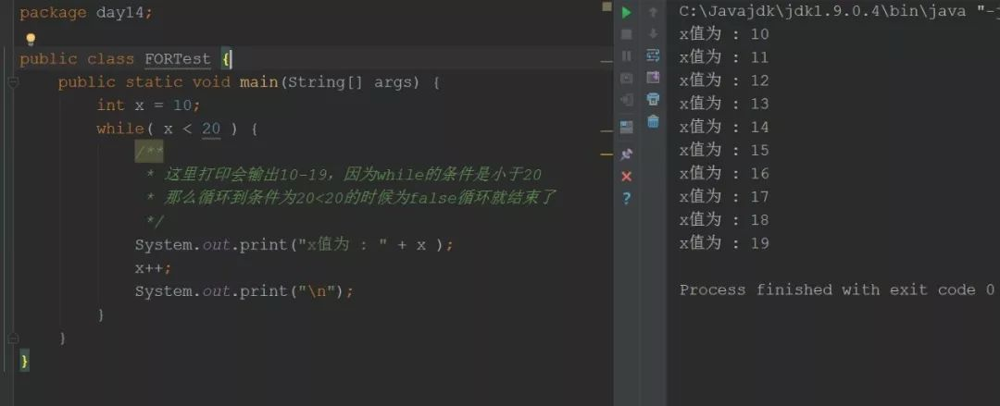 package day14;
public class FORTest {
public static void main(String[] args) {
int x = 10;
while( x < 20 ) {
/**
* 这里打印会输出10-19，因为while的条件是小于20
* 那么循环到条件为20<20的时候为false循环就结束了
*/
System.out.print("x值为 : " + x );
x++;
System.out.print("\n");
}
}
}
C:\Javajdk\jdk1.9.0.4\bin\java "-j
x值为 : 10
x值为 : 11
x值为 : 12
x值为 : 13
x值为 : 14
x值为 : 15
x值为 : 16
x值为 : 17
x值为 : 18
x值为 : 19
Process finished with exit code 0